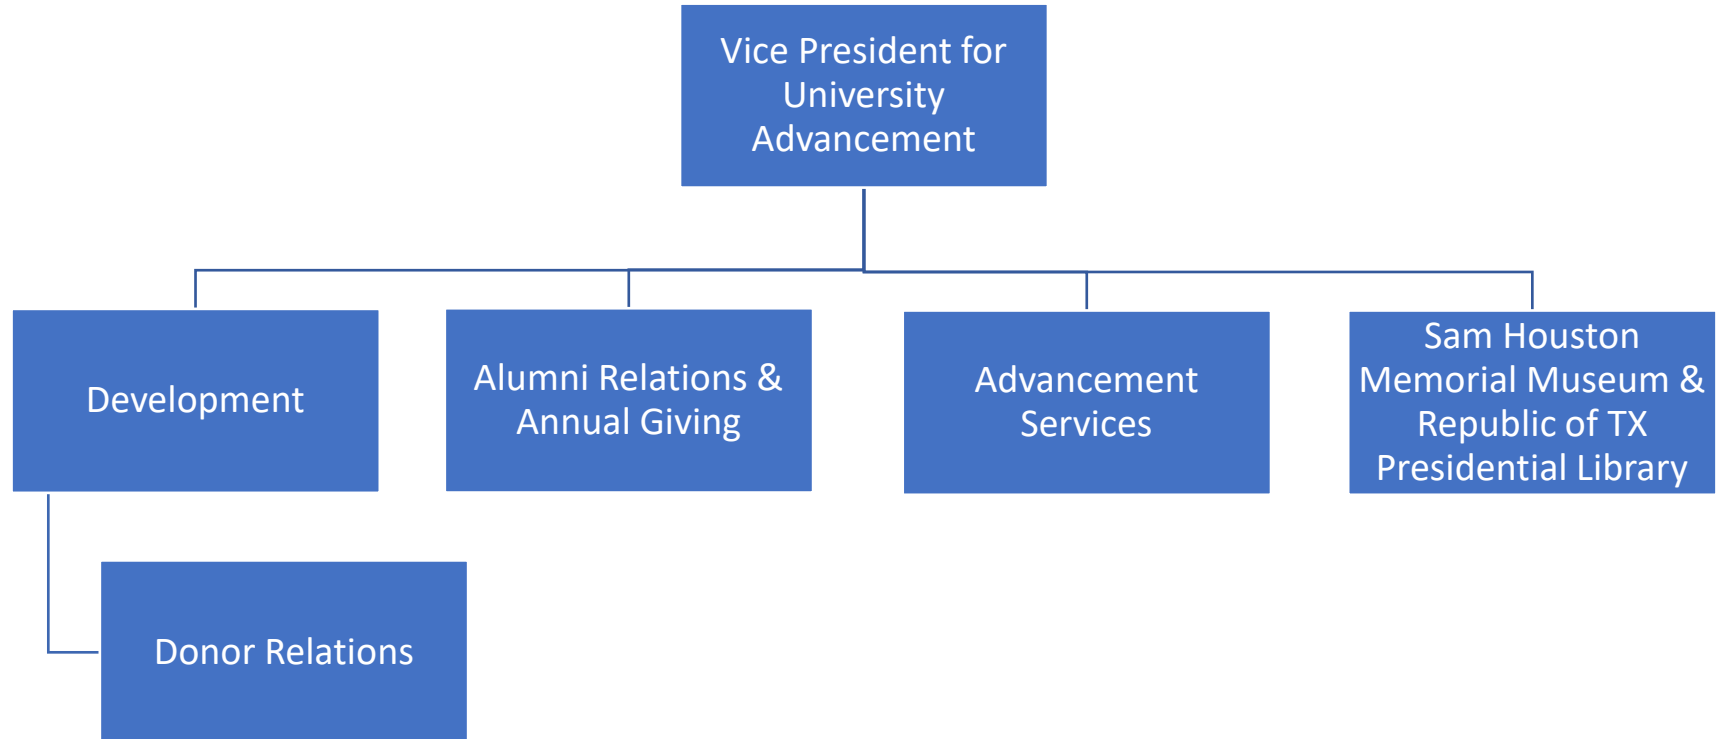 Vice President for
University
Advancement
Development
Alumni Relations &
Annual Giving
Advancement
Services
Sam Houston
Memorial Museum &
Republic of TX
Presidential Library
Donor Relations